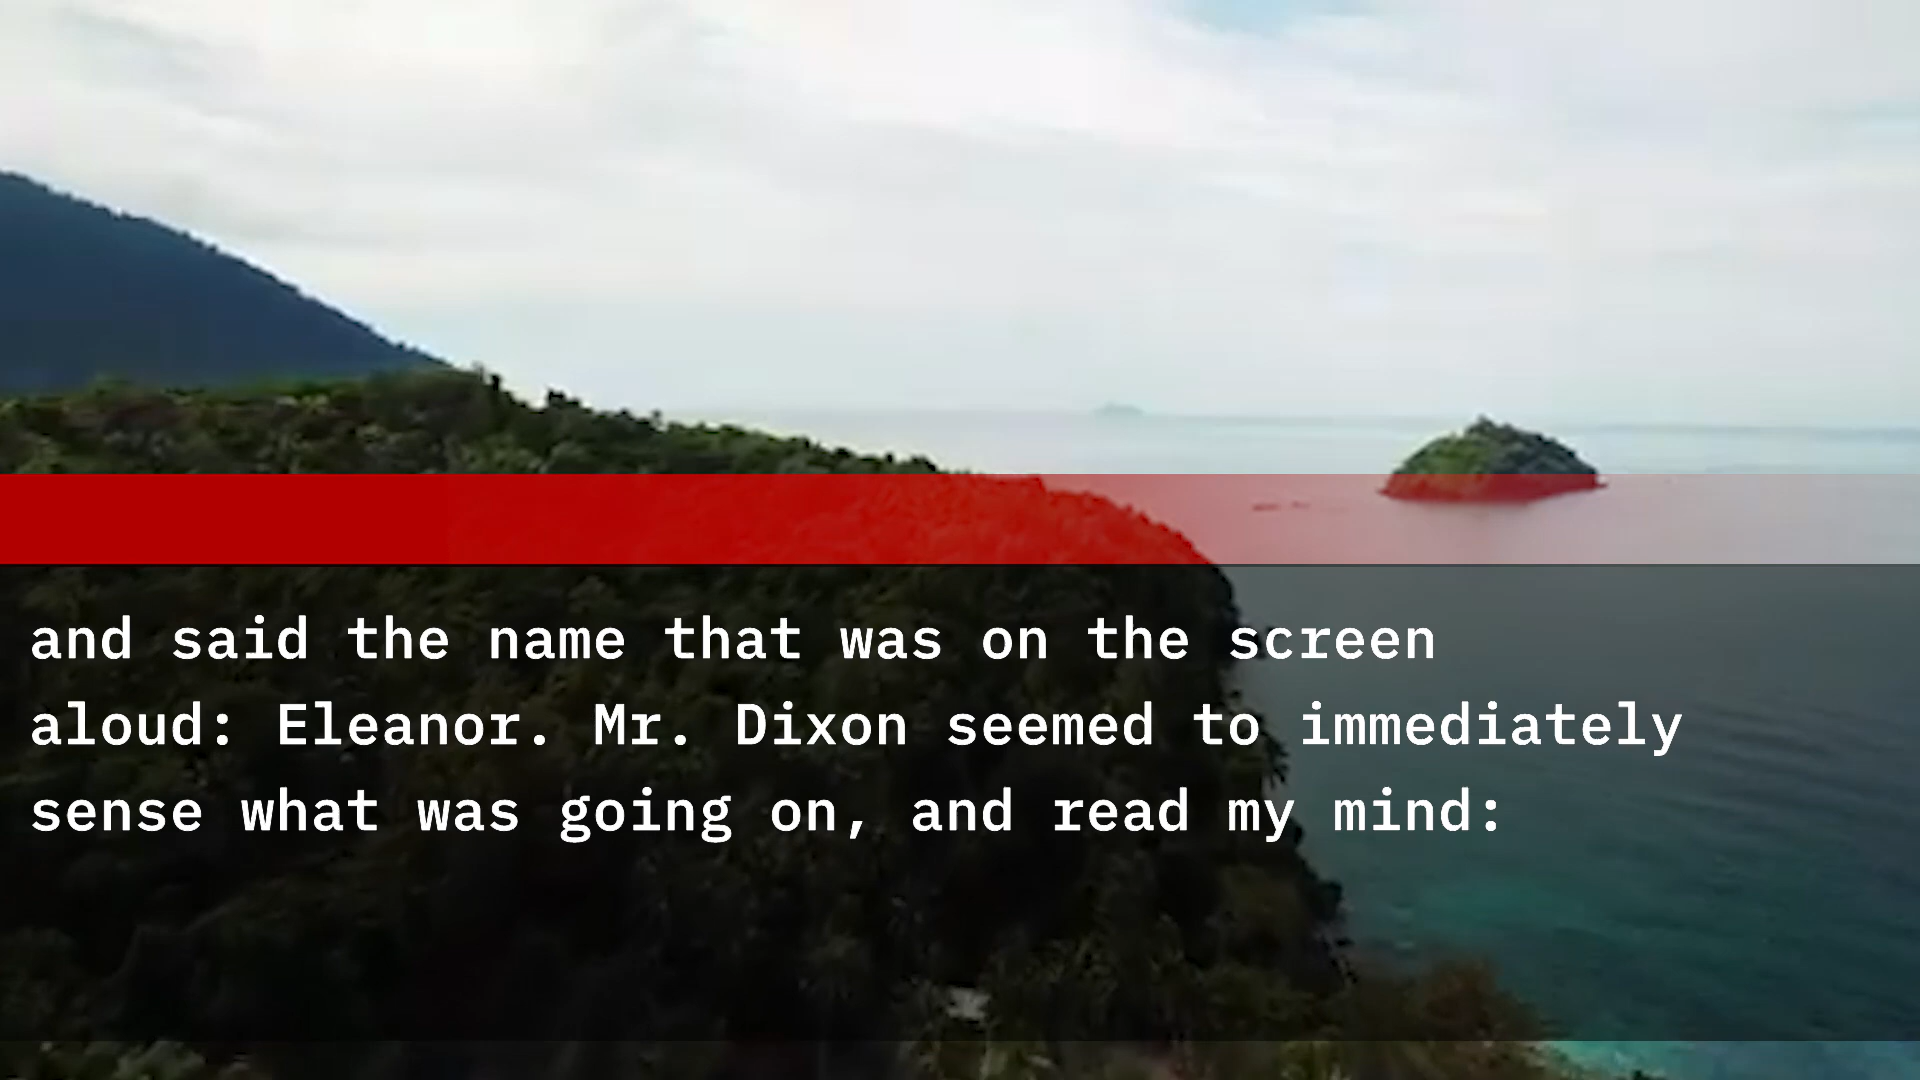 and said the name that was on the screen
aloud: Eleanor. Mr. Dixon seemed to immediately
sense what was going on, and read my mind: